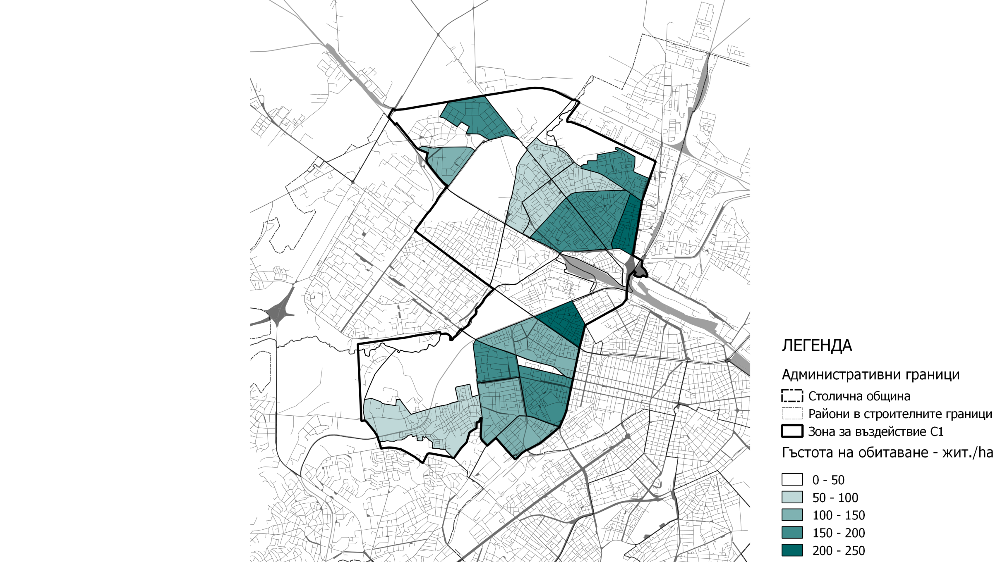 ЛЕГЕНДА
Административни граници
Столична община
Райони в строителните граници
Зона за въздействие С1
Гъстота на обитаване - жит./ha
0 - 50
50 - 100
100 - 150
150 - 200
200 - 250